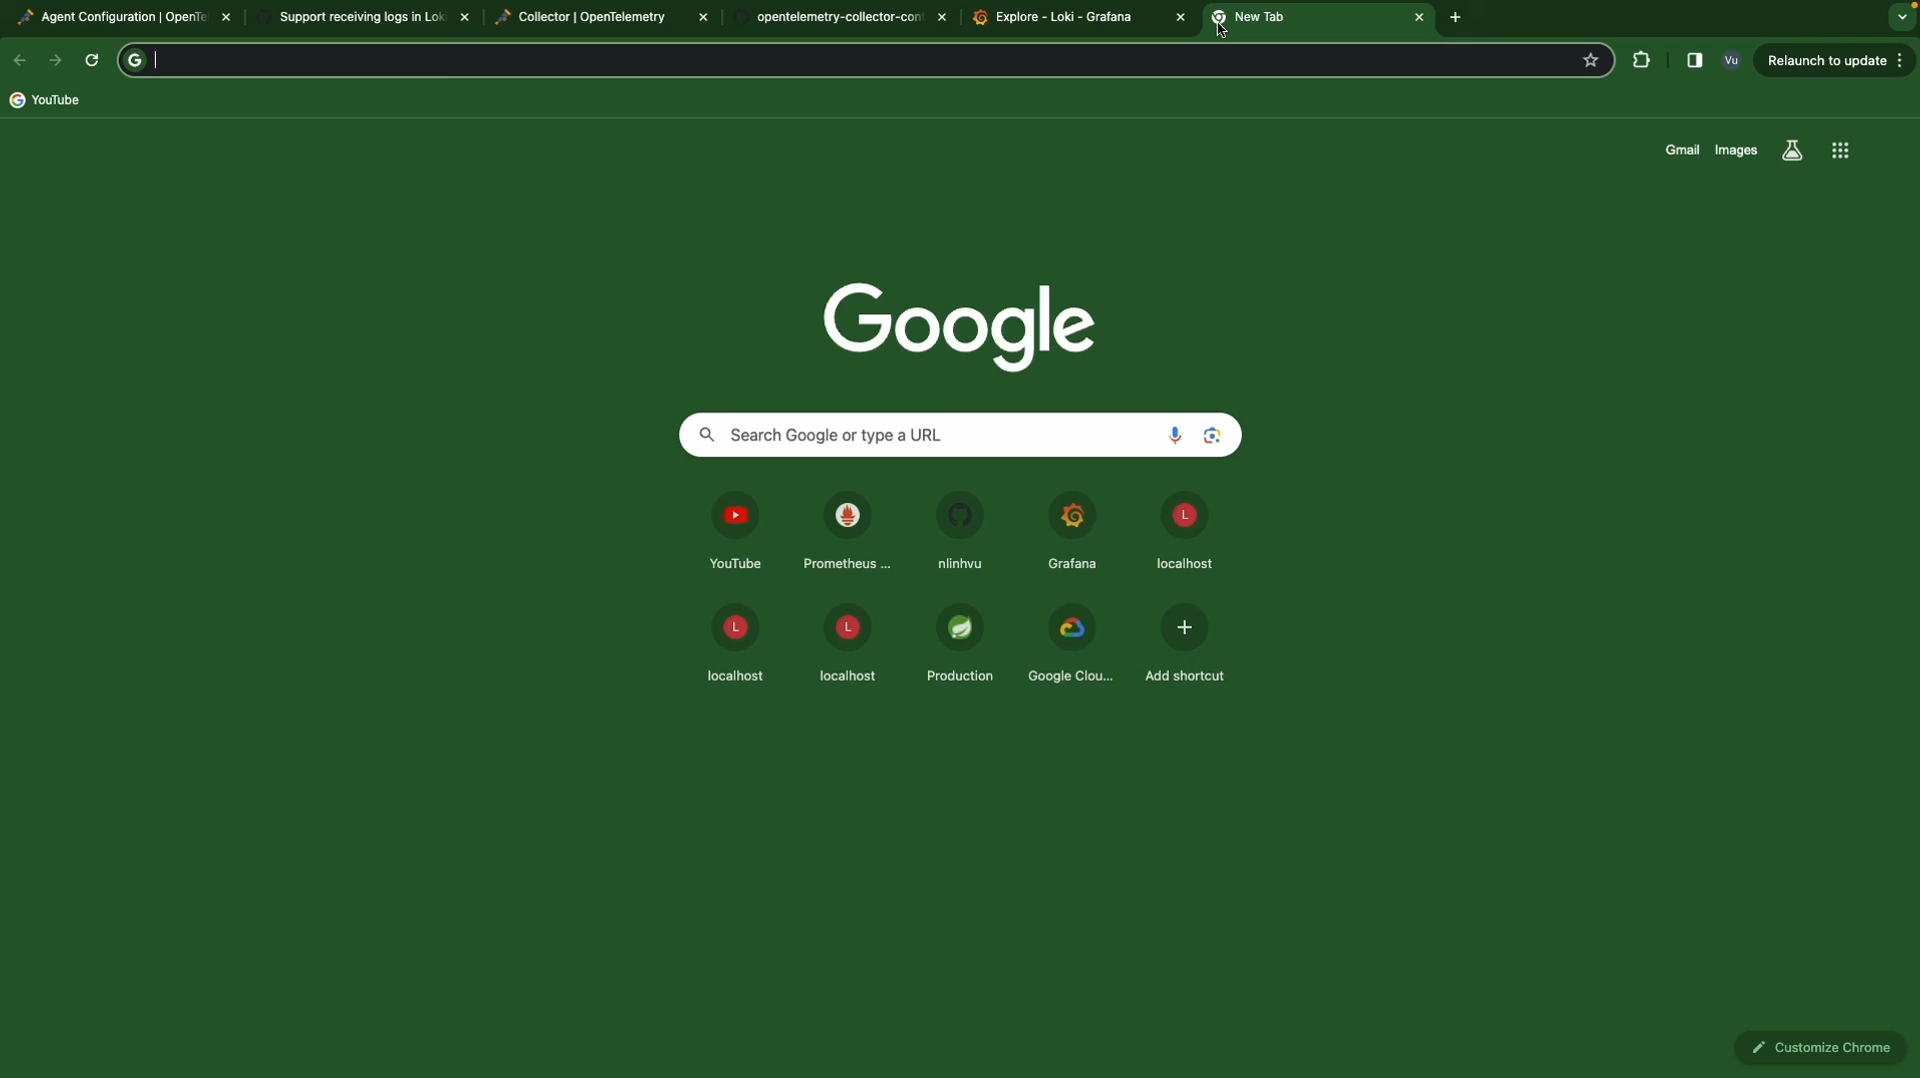 Agent Configuration | OpenTe
Support receiving logs in Lok
Collector | OpenTelemetry
opentelemetry-collector-cont
Explore - Loki - Grafana
New Tab
G
Vu
Relaunch to update
G YouTube
Gmail Images
Google
Search Google or type a URL
L
YouTube Prometheus ... nlinhvu Grafana localhost
L L
localhost localhost Production Google Clou... Add shortcut
Customize Chrome